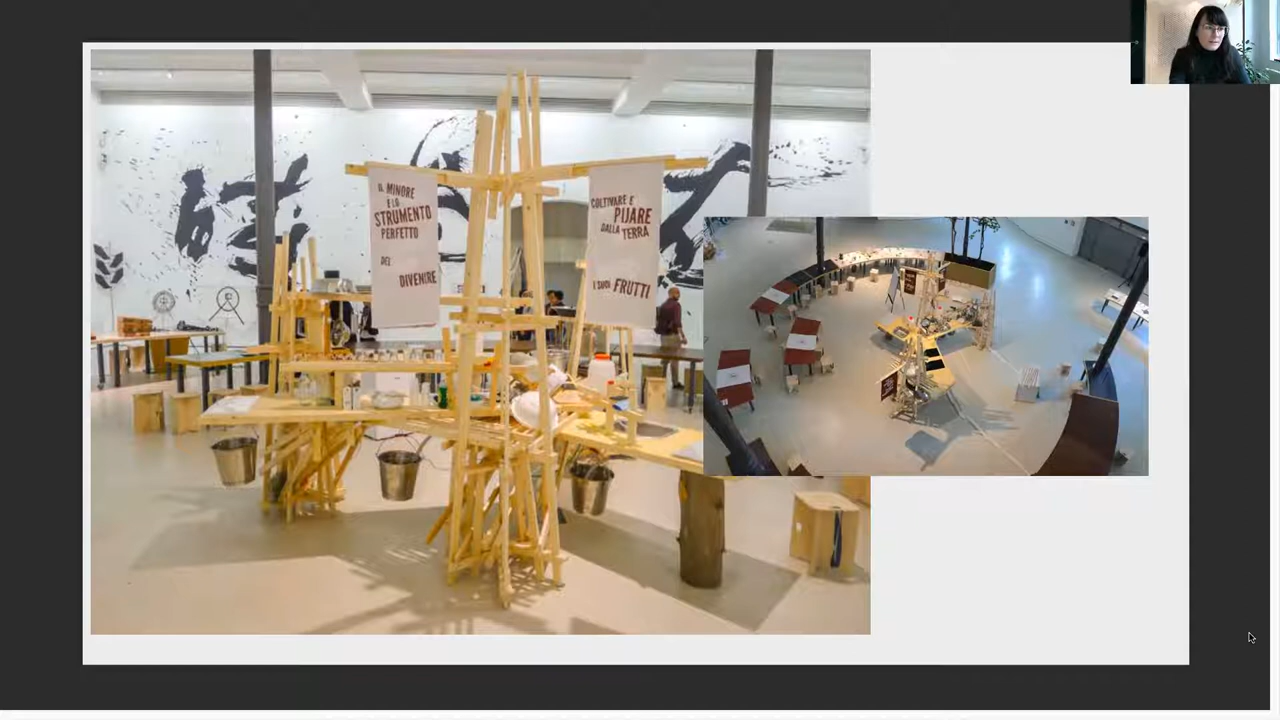 IL MINORE
E LO
STRUMENTO
PERFETTO
DEL
DIVENIRE
COLTIVARE E
PIJARE
DALLA TERRA
I SUOI FRUTTI